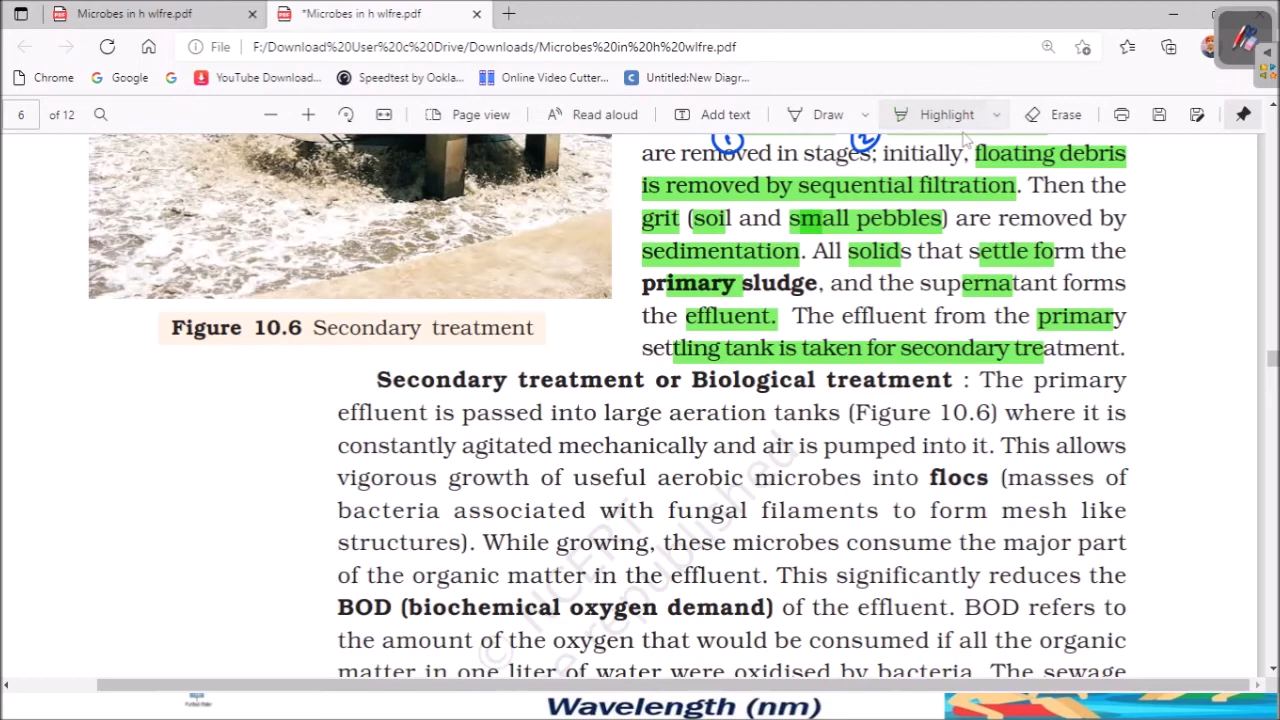 Microbes in h wlfre.pdf
*Microbes in h wlfre.pdf
File
F:/Download%20User%20c%20Drive/Downloads/Microbes%20in%20h%20wlfre.pdf
Chrome
Google
YouTube Download...
Speedtest by Ookla...
Online Video Cutter...
Untitled:New Diagr...
6 of 12
Page view
Read aloud
Add text
Draw
Highlight
Erase
1 2
are removed in stages; initially, floating debris
is removed by sequential filtration. Then the
grit (soil and small pebbles) are removed by
sedimentation. All solids that settle form the
primary sludge, and the supernatant forms
the effluent. The effluent from the primary
settling tank is taken for secondary treatment.
Figure 10.6 Secondary treatment
Secondary treatment or Biological treatment : The primary
effluent is passed into large aeration tanks (Figure 10.6) where it is
constantly agitated mechanically and air is pumped into it. This allows
vigorous growth of useful aerobic microbes into flocs (masses of
bacteria associated with fungal filaments to form mesh like
structures). While growing, these microbes consume the major part
of the organic matter in the effluent. This significantly reduces the
BOD (biochemical oxygen demand) of the effluent. BOD refers to
the amount of the oxygen that would be consumed if all the organic
matter in one liter of water were oxidised by bacteria. The sewage
© NCERT
republished
Wavelength (nm)